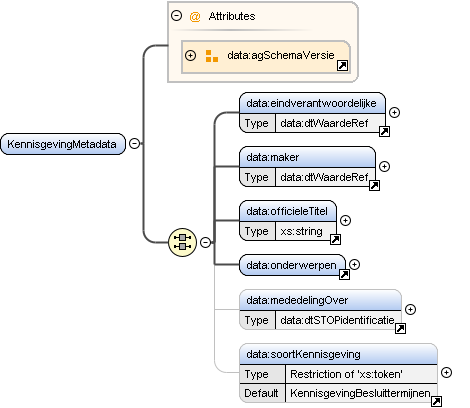 Attributes
data:agSchemaVersie
KennisgevingMetadata
data:eindverantwoordelijke
Type data:dtWaardeRef
data:maker
Type data:dtWaardeRef
data:officieleTitel
Type xs:string
data:onderwerpen
data:mededelingOver
Type data:dtSTOPidentificatie
data:soortKennisgeving
Type Restriction of 'xs:token'
Default KennisgevingBesluittermijnen